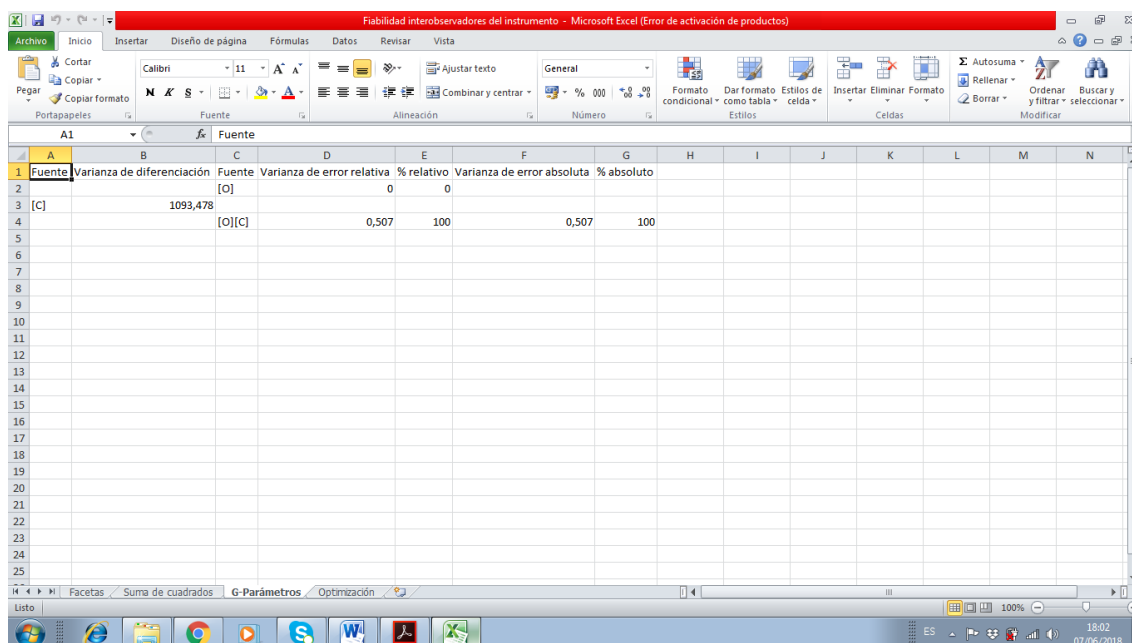 Fiabilidad interobservadores del instrumento - Microsoft Excel (Error de activación de productos)
Archivo Inicio Insertar Diseño de página Fórmulas Datos Revisar Vista
Cortar
Copiar
Copiar formato
Pegar
Portapapeles
Calibri 11 A A
N K S A
Fuente
Ajustar texto
Combinar y centrar
Alineación
General
% 000
Número
Formato condicional
Dar formato como tabla
Estilos de celda
Estilos
Insertar Eliminar Formato
Celdas
Σ Autosuma
Rellenar
Borrar
Ordenar y filtrar
Buscar y seleccionar
Modificar
A1 fx Fuente
A B C D E F G H I J K L M N
1 Fuente Varianza de diferenciación Fuente Varianza de error relativa % relativo Varianza de error absoluta % absoluto
2 [O] 0 0
3 [C] 1093,478
4 [O][C] 0,507 100 0,507 100
5
6
7
8
9
10
11
12
13
14
15
16
17
18
19
20
21
22
23
24
25
Facetas Suma de cuadrados G-Parámetros Optimización
Listo 100%
ES 18:02
07/06/2018